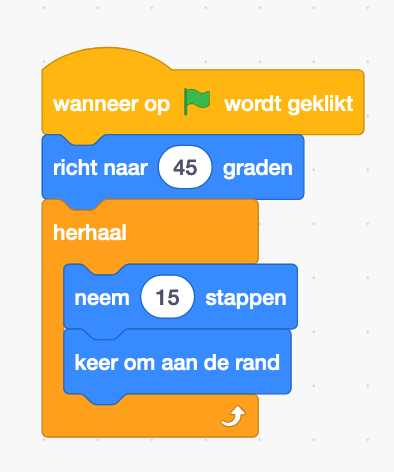 wanneer op wordt geklikt
richt naar 45 graden
herhaal
neem 15 stappen
keer om aan de rand